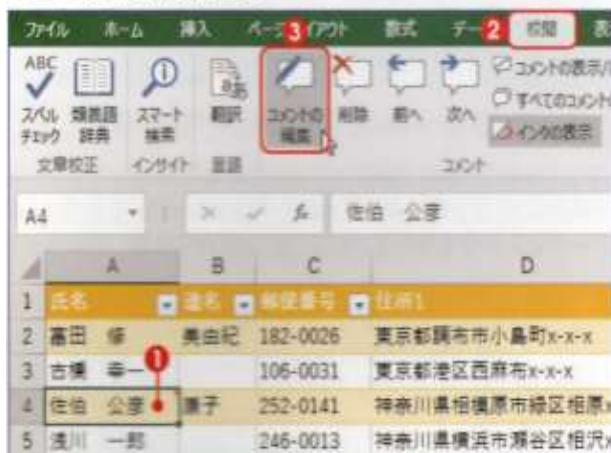 ファイル ホーム 挿入 ページレイアウト 数式 データ 校閲 表
ABC
スペル チェック 類義語 辞典 スマート 検索 翻訳 コメントの 編集 削除 前へ 次へ コメントの表示/
すべてのコメント
インクの表示
文章校正 インサイト 言語 コメント
A4 fx 佐伯 公彦
A B C D
1 氏名 連名 郵便番号 住所1
2 富田 修 美由紀 182-0026 東京都調布市小島町x-x-x
3 古橋 幸一 106-0031 東京都港区西麻布x-x-x
4 佐伯 公彦 252-0141 神奈川県相模原市緑区相原x
5 浅川 一郎 246-0013 神奈川県横浜市瀬谷区相沢x
1
2
3